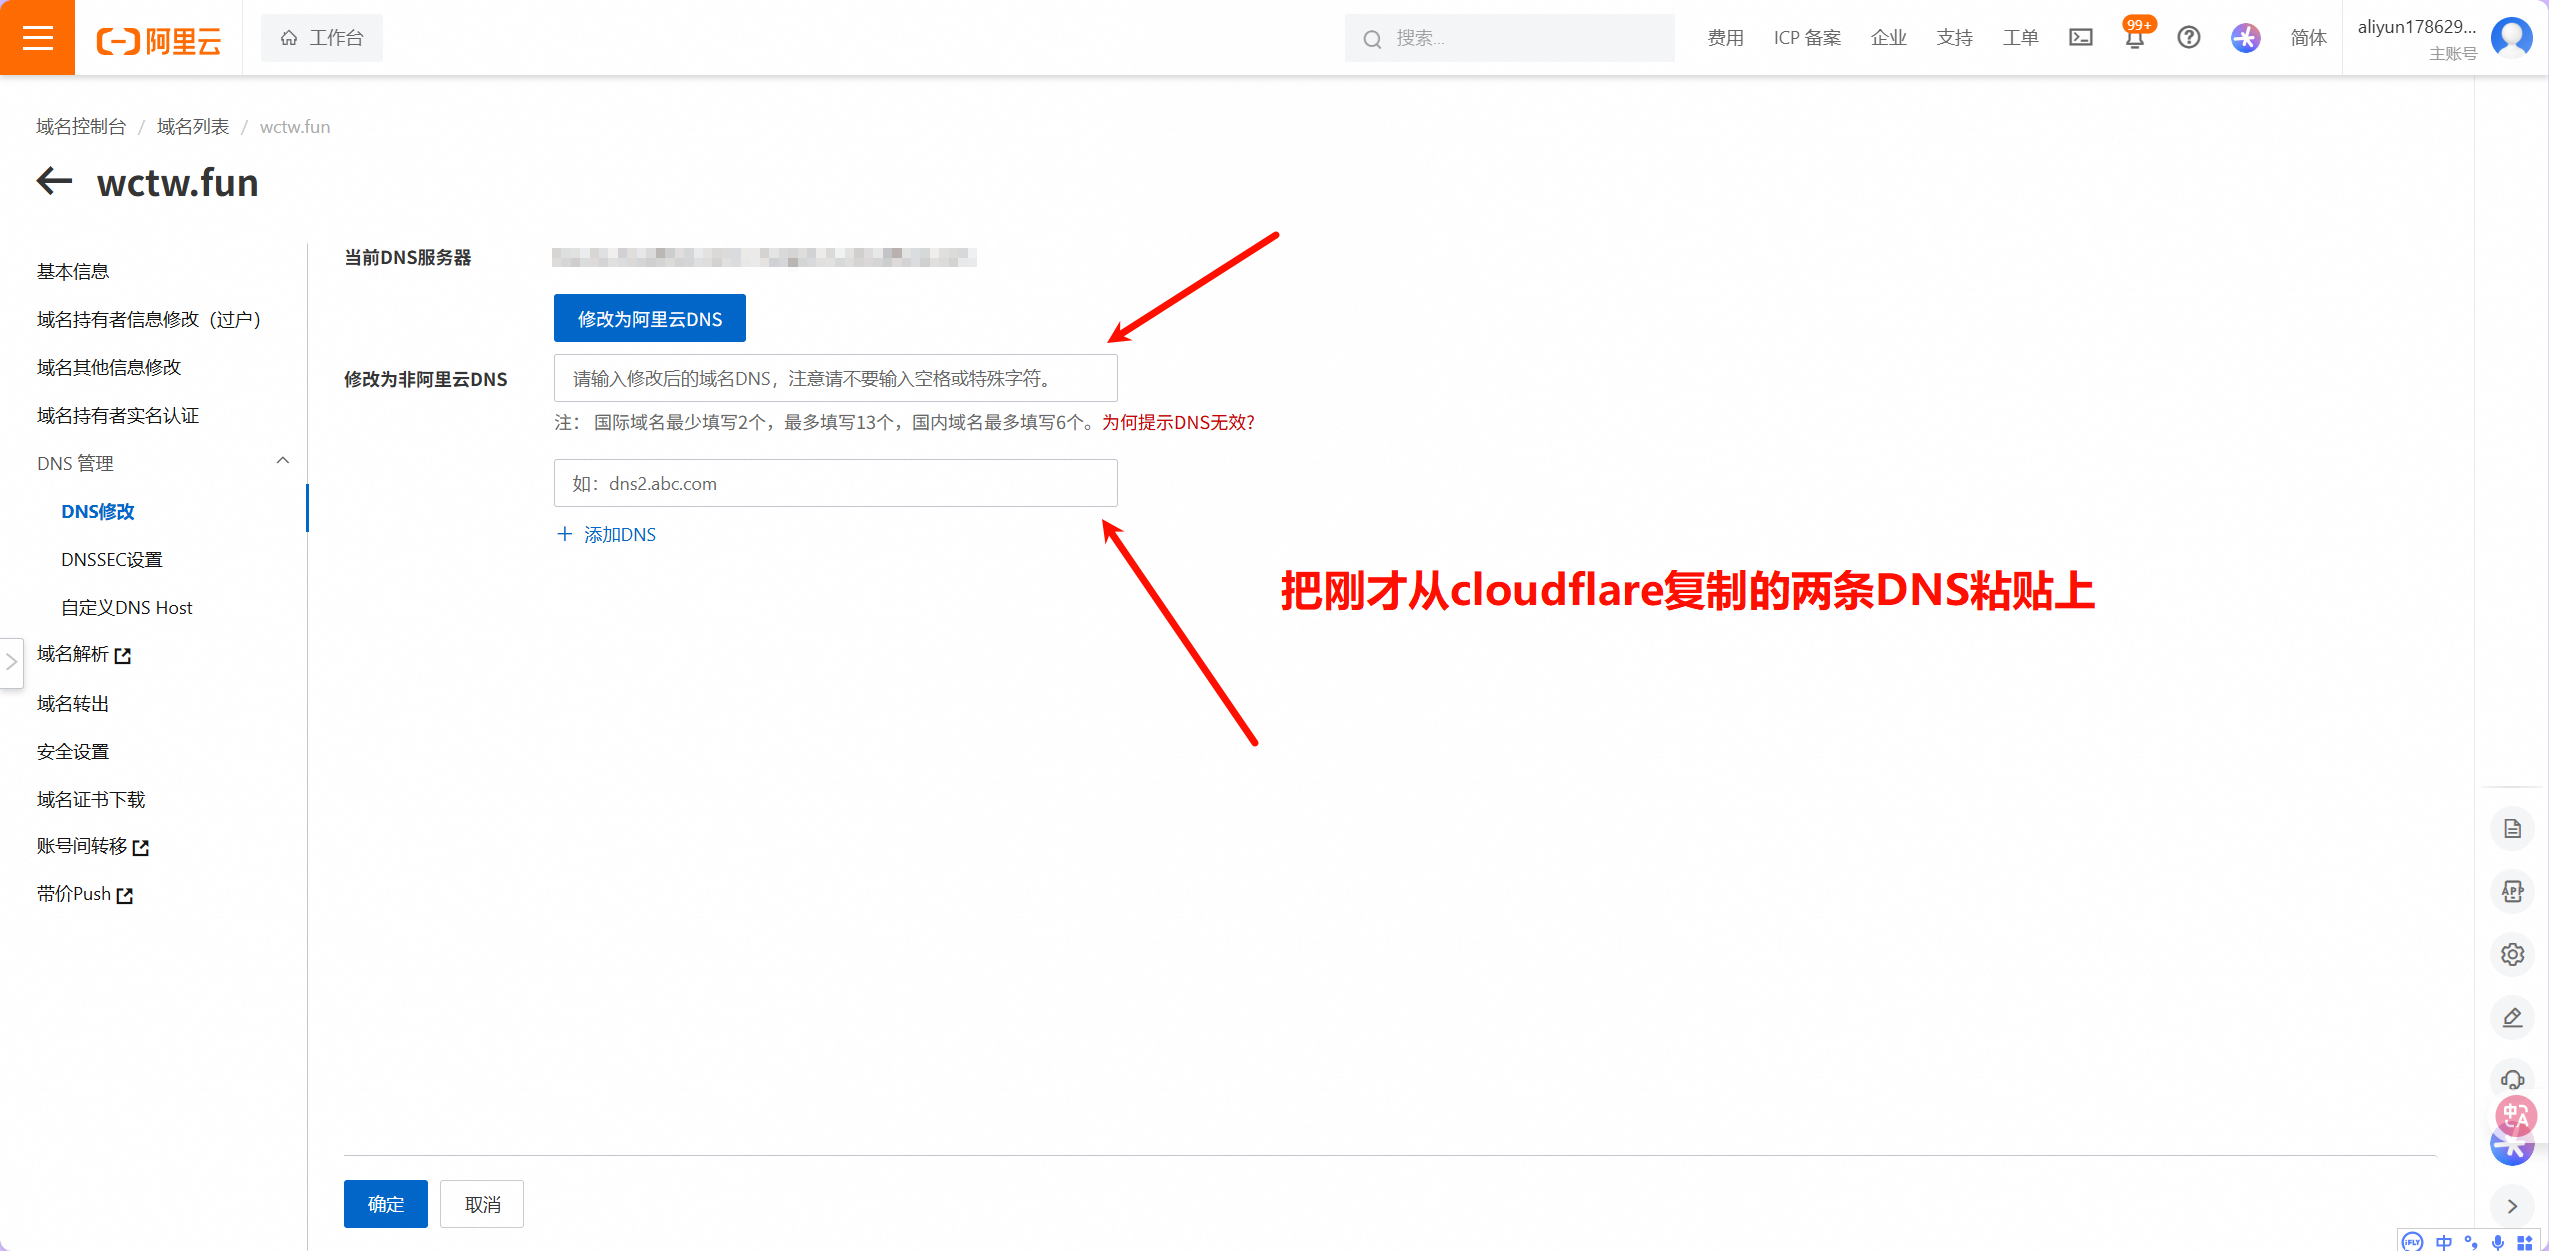 阿里云
工作台
搜索...
费用
ICP 备案
企业
支持
工单
99+
简体
aliyun178629...
主账号
域名控制台 / 域名列表 / wctw.fun
wctw.fun
基本信息
域名持有者信息修改（过户）
域名其他信息修改
域名持有者实名认证
DNS 管理
DNS修改
DNSSEC设置
自定义DNS Host
域名解析
域名转出
安全设置
域名证书下载
账号间转移
带价Push
当前DNS服务器
修改为阿里云DNS
修改为非阿里云DNS
请输入修改后的域名DNS，注意请不要输入空格或特殊字符。
注： 国际域名最少填写2个，最多填写13个，国内域名最多填写6个。为何提示DNS无效?
如：dns2.abc.com
添加DNS
把刚才从cloudflare复制的两条DNS粘贴上
确定
取消
APP
中
A
iFLY
中